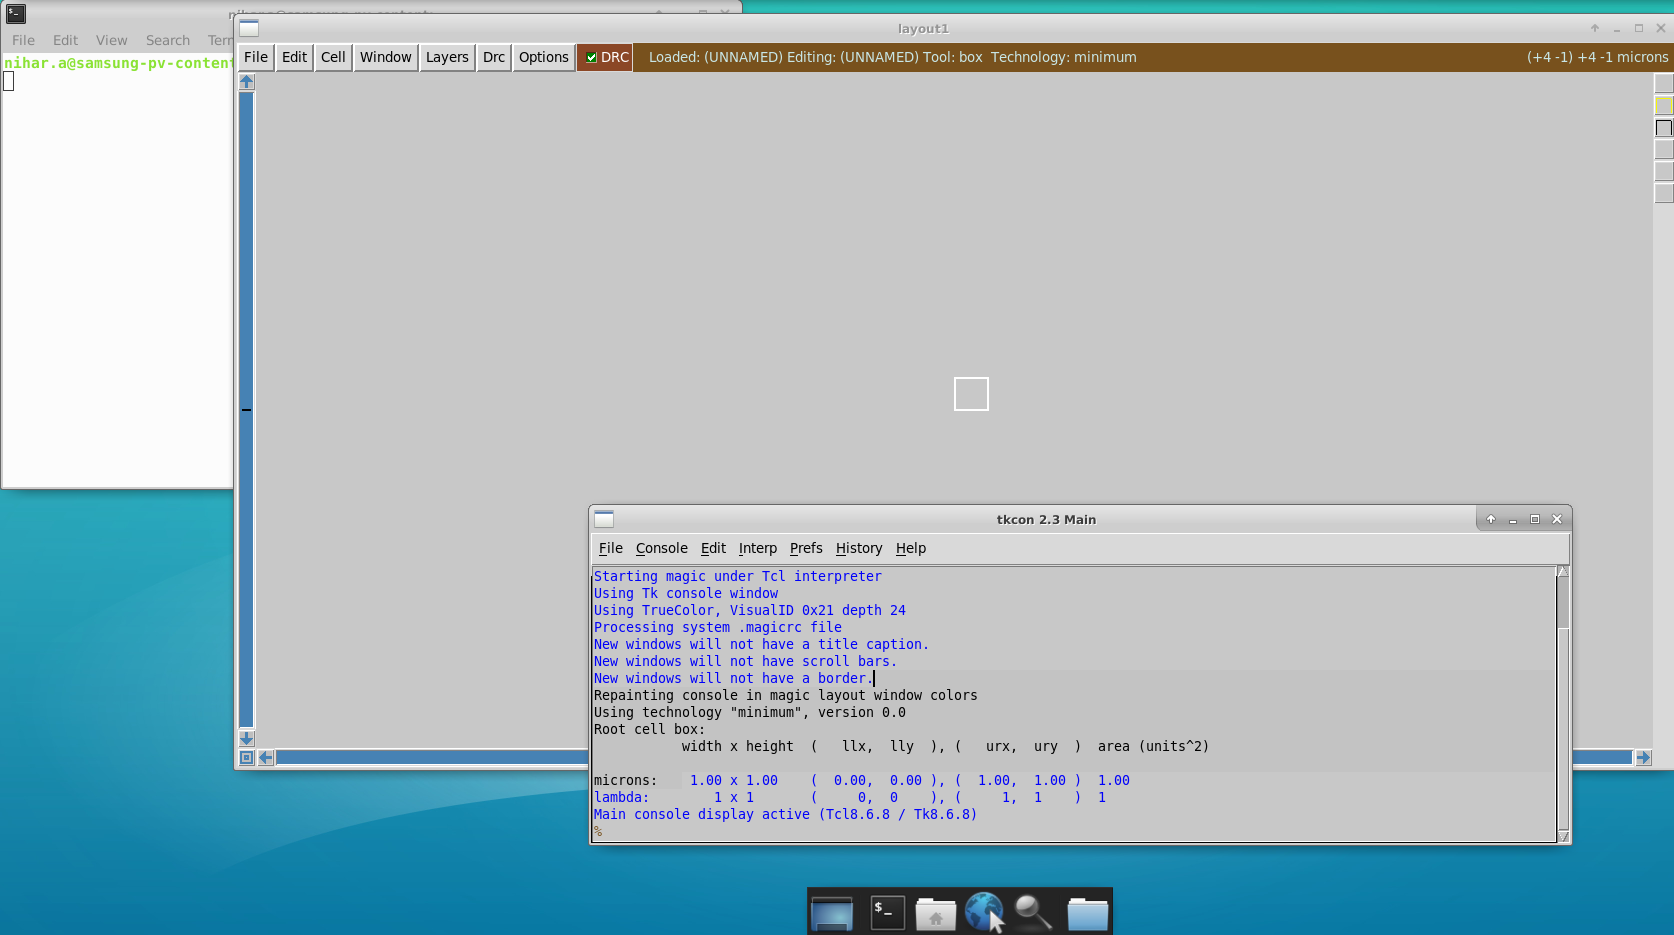 File Edit View Search
nihar.a@samsung-pv-content
layout1
File Edit Cell Window Layers Drc Options DRC Loaded: (UNNAMED) Editing: (UNNAMED) Tool: box Technology: minimum (+4 -1) +4 -1 microns
tkcon 2.3 Main
File Console Edit Interp Prefs History Help
Starting magic under Tcl interpreter
Using Tk console window
Using TrueColor, VisualID 0x21 depth 24
Processing system .magicrc file
New windows will not have a title caption.
New windows will not have scroll bars.
New windows will not have a border.
Repainting console in magic layout window colors
Using technology "minimum", version 0.0
Root cell box:
width x height ( llx, lly ), ( urx, ury ) area (units^2)
microns: 1.00 x 1.00 ( 0.00, 0.00 ), ( 1.00, 1.00 ) 1.00
lambda: 1 x 1 ( 0, 0 ), ( 1, 1 ) 1
Main console display active (Tcl8.6.8 / Tk8.6.8)
%
$_